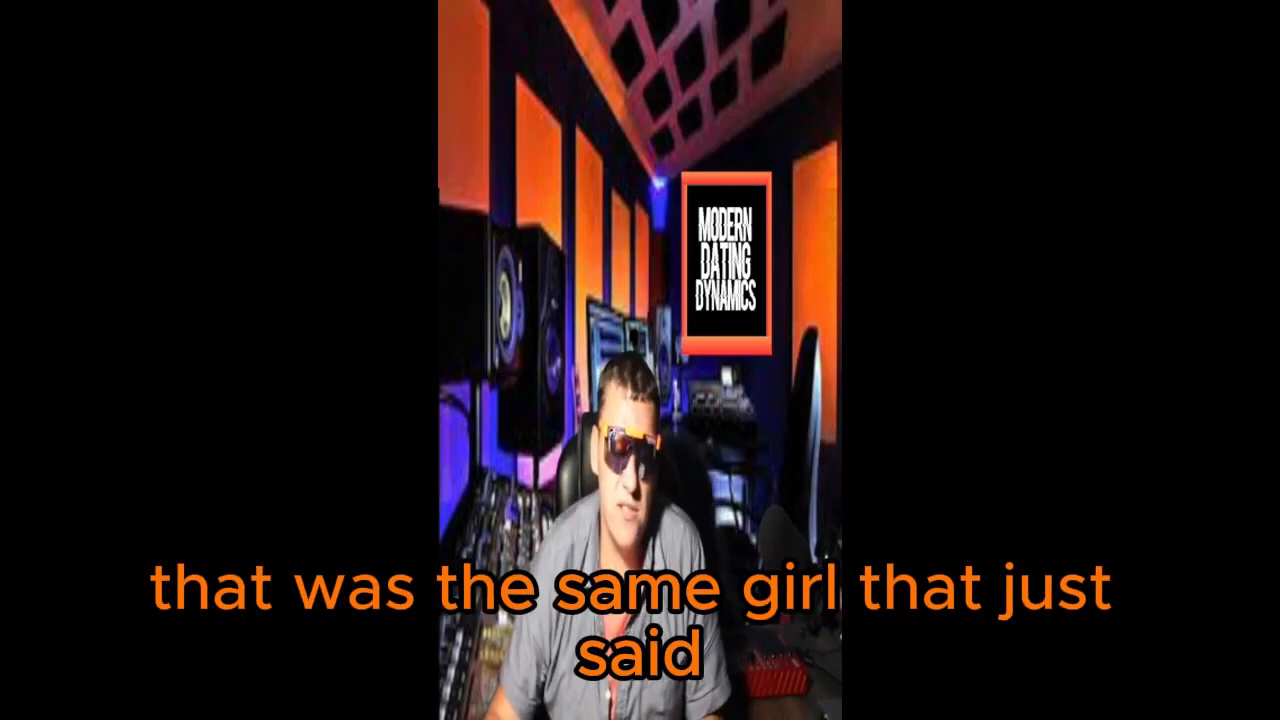 MODERN
DATING
DYNAMICS
that was the same girl that just
said